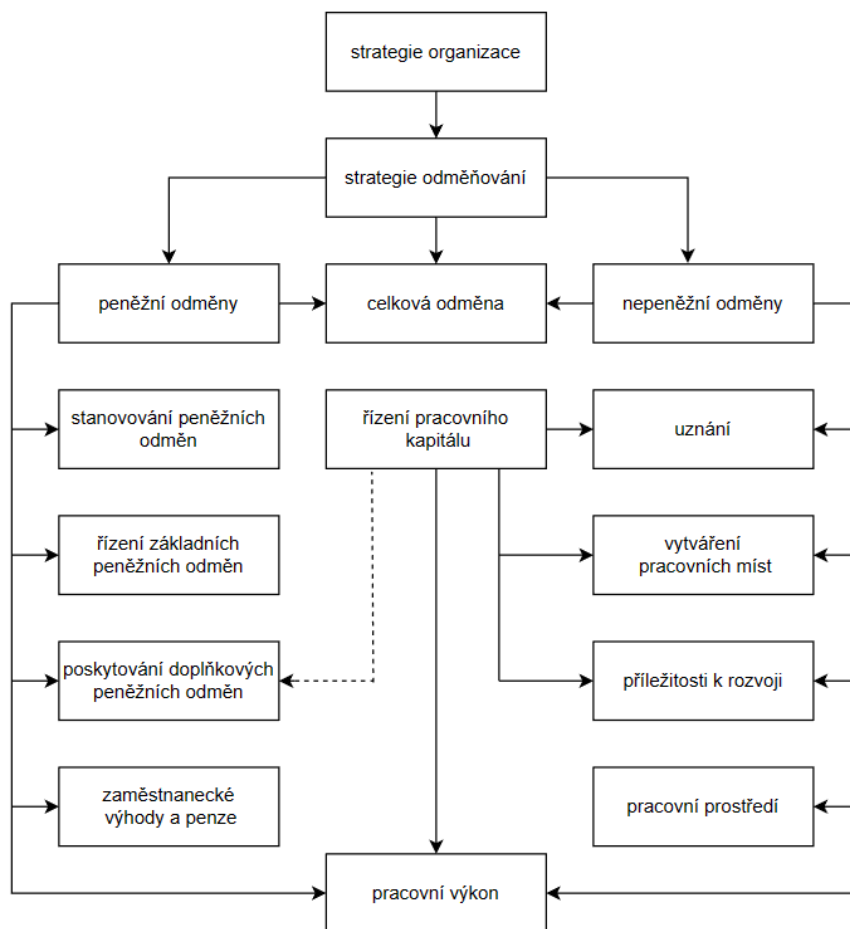 strategie organizace
strategie odměňování
peněžní odměny
celková odměna
nepeněžní odměny
stanovování peněžních
odměn
řízení pracovního
kapitálu
uznání
řízení základních
peněžních odměn
vytváření
pracovních míst
poskytování doplňkových
peněžních odměn
příležitosti k rozvoji
zaměstnanecké
výhody a penze
pracovní prostředí
pracovní výkon